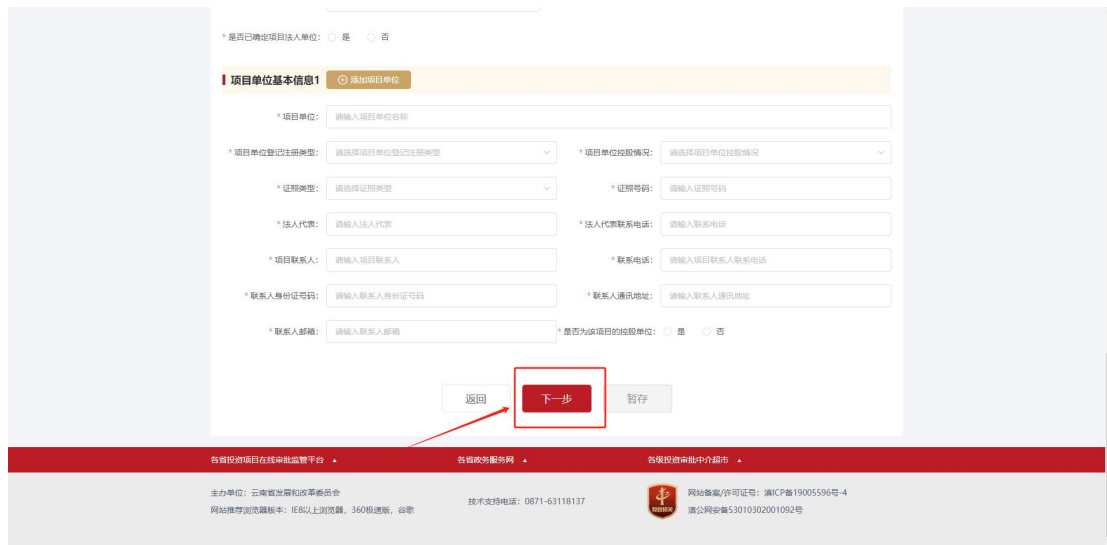 * 是否已确定项目法人单位: 是 否
项目单位基本信息1 添加项目单位
* 项目单位: 请输入项目单位名称
* 项目单位登记注册类型: 请选择项目单位登记注册类型 * 项目单位控股情况: 请选择项目单位控股情况
* 证照类型: 请选择证照类型 * 证照号码: 请输入证照号码
* 法人代表: 请输入法人代表 * 法人代表联系电话: 请输入联系电话
* 项目联系人: 请输入项目联系人 * 联系电话: 请输入项目联系人联系电话
* 联系人身份证号码: 请输入联系人身份证号码 * 联系人通讯地址: 请输入联系人通讯地址
* 联系人邮箱: 请输入联系人邮箱 * 是否为该项目的控股单位: 是 否
返回 下一步 暂存
各省投资项目在线审批监管平台 各省政务服务网 各级投资审批中介超市
主办单位: 云南省发展和改革委员会
网站推荐浏览器版本: IE8以上浏览器, 360极速版, 谷歌
技术支持电话: 0871-63118137
党政机关
网站备案/许可证号: 滇ICP备19005596号-4
滇公网安备53010302001092号